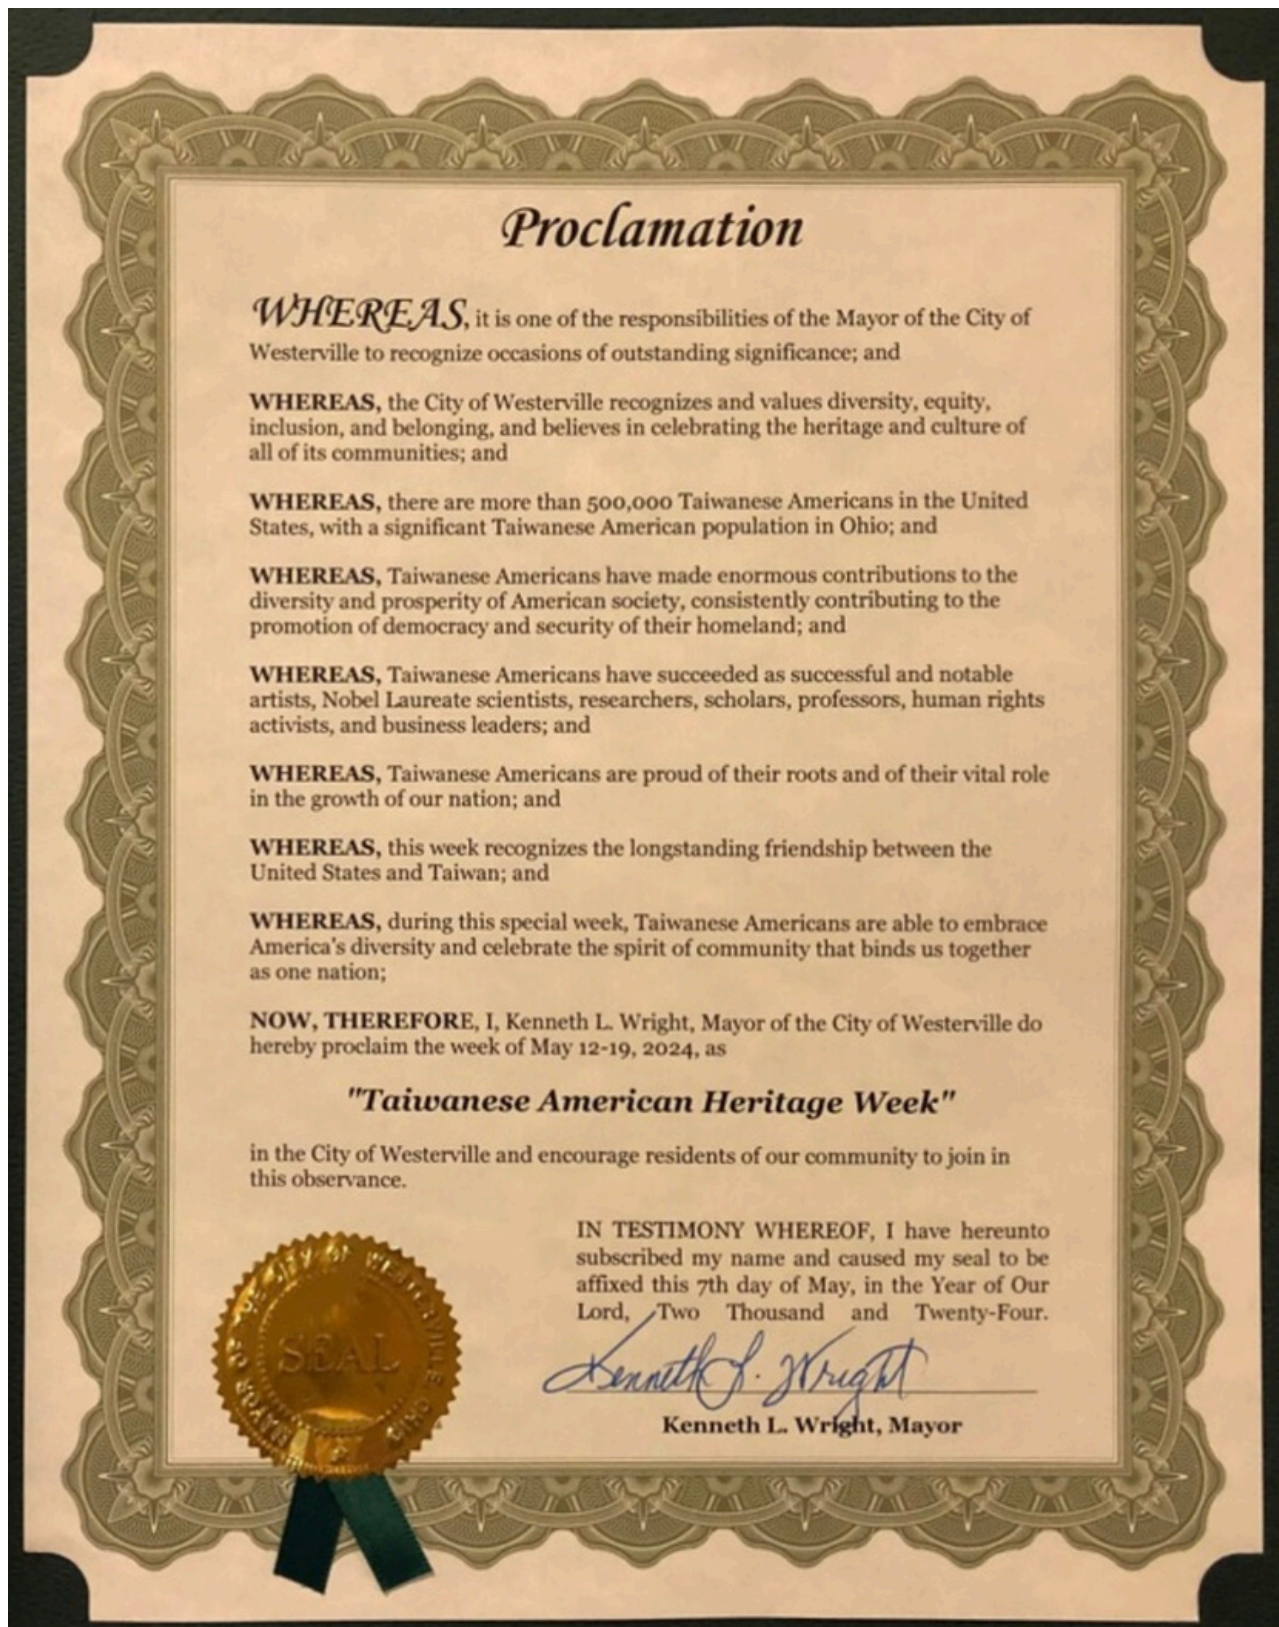 Proclamation
WHEREAS, it is one of the responsibilities of the Mayor of the City of
Westerville to recognize occasions of outstanding significance; and
WHEREAS, the City of Westerville recognizes and values diversity, equity,
inclusion, and belonging, and believes in celebrating the heritage and culture of
all of its communities; and
WHEREAS, there are more than 500,000 Taiwanese Americans in the United
States, with a significant Taiwanese American population in Ohio; and
WHEREAS, Taiwanese Americans have made enormous contributions to the
diversity and prosperity of American society, consistently contributing to the
promotion of democracy and security of their homeland; and
WHEREAS, Taiwanese Americans have succeeded as successful and notable
artists, Nobel Laureate scientists, researchers, scholars, professors, human rights
activists, and business leaders; and
WHEREAS, Taiwanese Americans are proud of their roots and of their vital role
in the growth of our nation; and
WHEREAS, this week recognizes the longstanding friendship between the
United States and Taiwan; and
WHEREAS, during this special week, Taiwanese Americans are able to embrace
America's diversity and celebrate the spirit of community that binds us together
as one nation;
NOW, THEREFORE, I, Kenneth L. Wright, Mayor of the City of Westerville do
hereby proclaim the week of May 12-19, 2024, as
"Taiwanese American Heritage Week"
in the City of Westerville and encourage residents of our community to join in
this observance.
IN TESTIMONY WHEREOF, I have hereunto
subscribed my name and caused my seal to be
affixed this 7th day of May, in the Year of Our
Lord, Two Thousand and Twenty-Four.
Kenneth L. Wright
Kenneth L. Wright, Mayor
MAYOR OF WESTERVILLE OHIO
SEAL